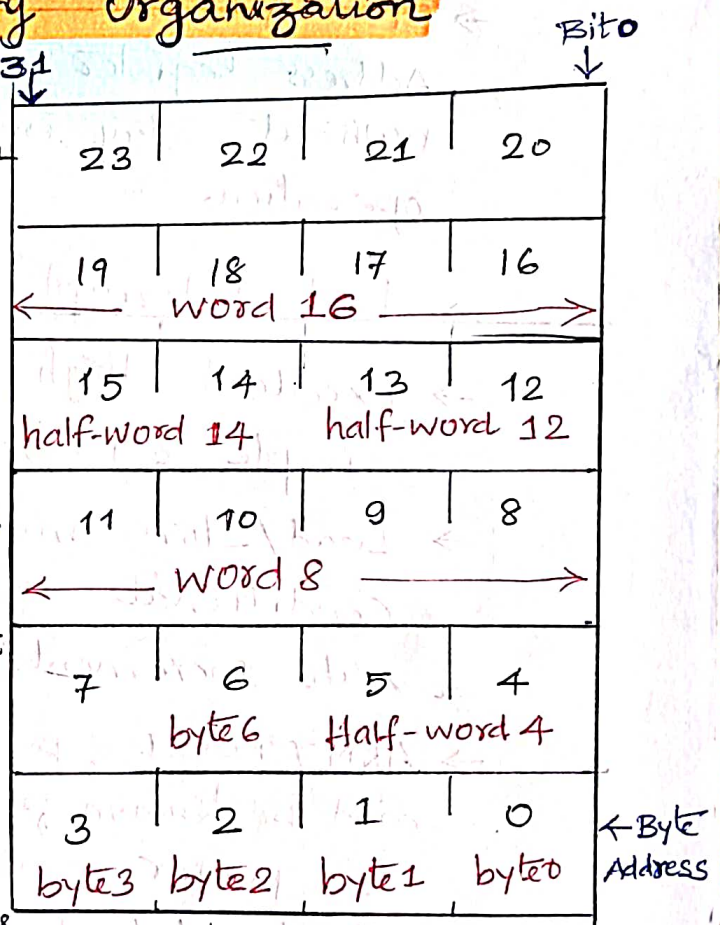 y Organization
Bit0
31
23 22 21 20
19 18 17 16
word 16
15 14 13 12
half-word 14 half-word 12
11 10 9 8
word 8
7 6 5 4
byte6 Half-word 4
3 2 1 0
←Byte
byte3 byte2 byte1 byte0 Address